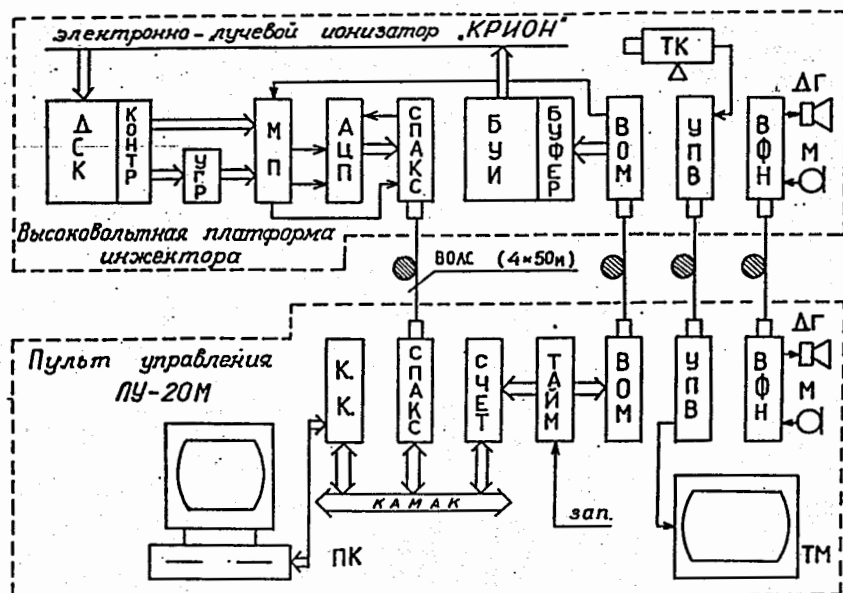 электронно-лучевой ионизатор „КРИОН"
ТК
ДСК
КОНТР
УПР
МП
АЦП
СПАКС
БУИ
БУФЕР
ВОМ
УПВ
ВФН
ДГ
М
Высоковольтная платформа
инжектора
ВОЛС (4×50м)
Пульт управления
ЛУ-20М
К.К.
СПАКС
СЧЕТ
ТАЙМ
ВОМ
УПВ
ВФН
ДГ
М
КАМАК
зап.
ПК
ТМ